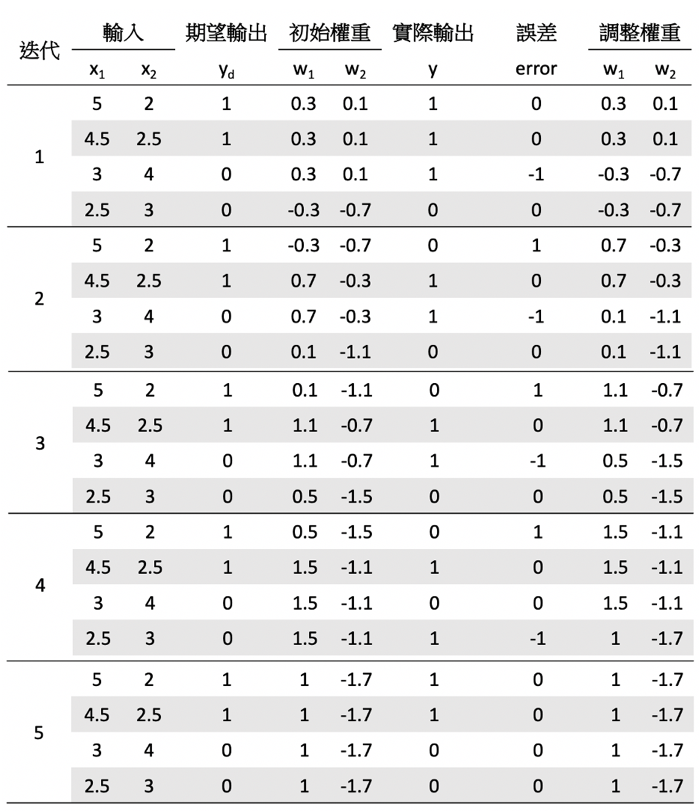 迭代 輸入 期望輸出 初始權重 實際輸出 誤差 調整權重
x₁ x₂ y_d w₁ w₂ y error w₁ w₂
1
5 2 1 0.3 0.1 1 0 0.3 0.1
4.5 2.5 1 0.3 0.1 1 0 0.3 0.1
3 4 0 0.3 0.1 1 -1 -0.3 -0.7
2.5 3 0 -0.3 -0.7 0 0 -0.3 -0.7
2
5 2 1 -0.3 -0.7 0 1 0.7 -0.3
4.5 2.5 1 0.7 -0.3 1 0 0.7 -0.3
3 4 0 0.7 -0.3 1 -1 0.1 -1.1
2.5 3 0 0.1 -1.1 0 0 0.1 -1.1
3
5 2 1 0.1 -1.1 0 1 1.1 -0.7
4.5 2.5 1 1.1 -0.7 1 0 1.1 -0.7
3 4 0 1.1 -0.7 1 -1 0.5 -1.5
2.5 3 0 0.5 -1.5 0 0 0.5 -1.5
4
5 2 1 0.5 -1.5 0 1 1.5 -1.1
4.5 2.5 1 1.5 -1.1 1 0 1.5 -1.1
3 4 0 1.5 -1.1 0 0 1.5 -1.1
2.5 3 0 1.5 -1.1 1 -1 1 -1.7
5
5 2 1 1 -1.7 1 0 1 -1.7
4.5 2.5 1 1 -1.7 1 0 1 -1.7
3 4 0 1 -1.7 0 0 1 -1.7
2.5 3 0 1 -1.7 0 0 1 -1.7